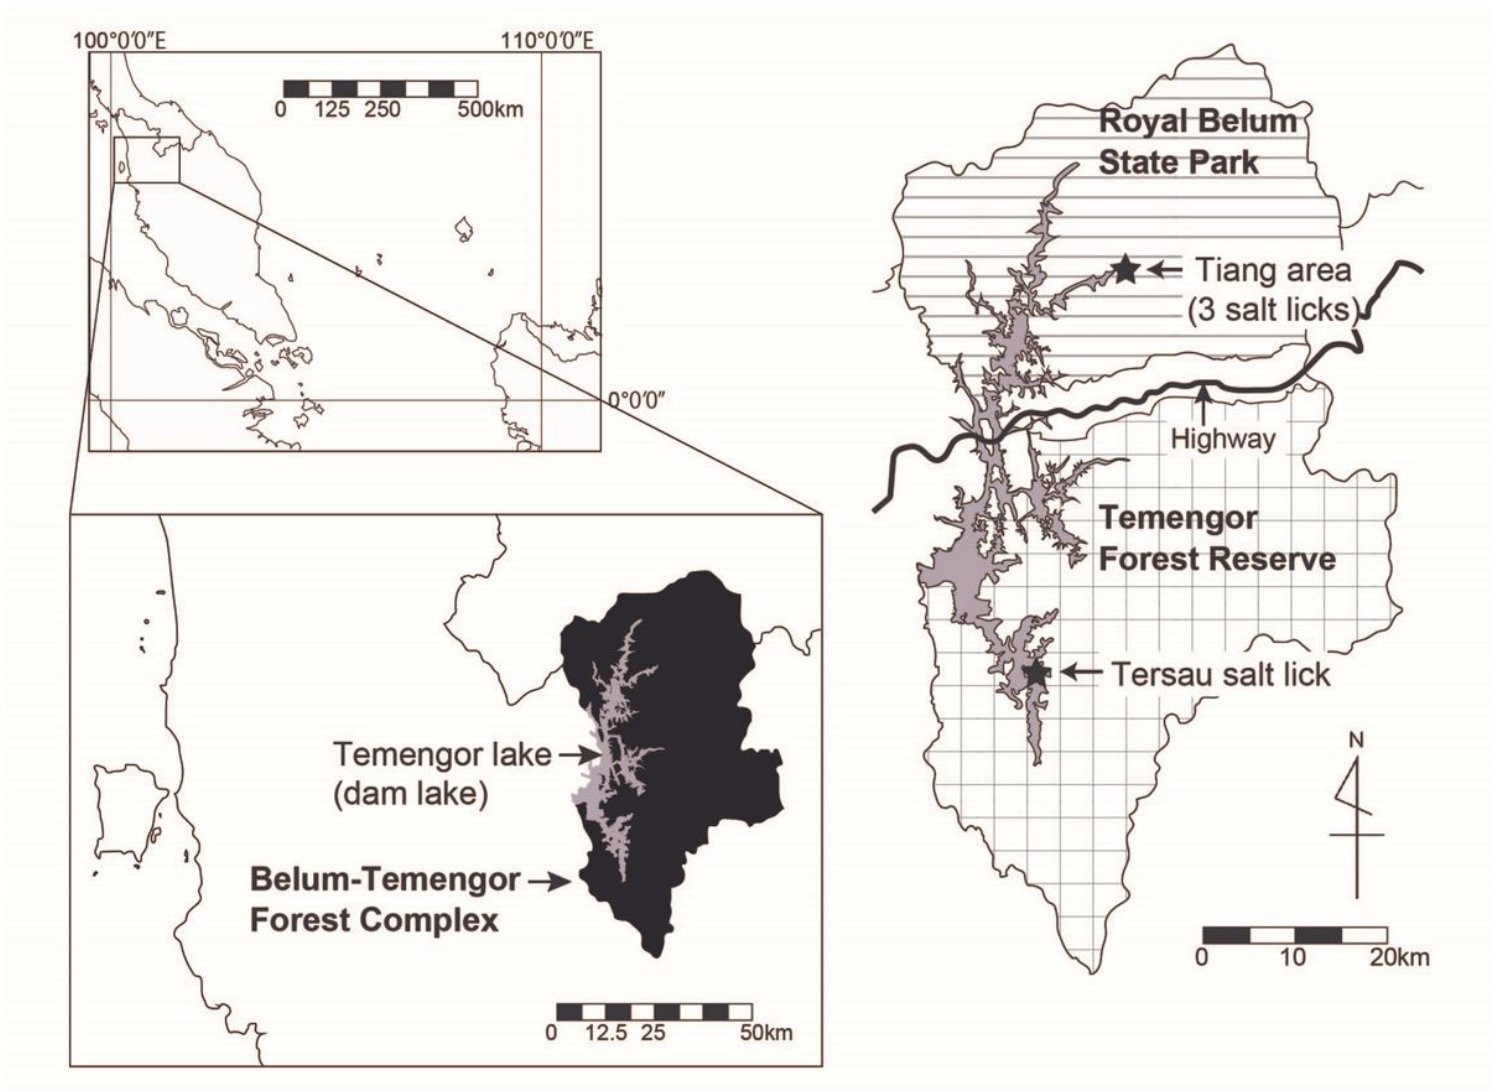 100°0′0″E
110°0′0″E
0 125 250 500km
0°0′0″
Temengor lake
(dam lake)
Belum-Temengor
Forest Complex
0 12.5 25 50km
Royal Belum
State Park
Tiang area
(3 salt licks)
Highway
Temengor
Forest Reserve
Tersau salt lick
N
0 10 20km